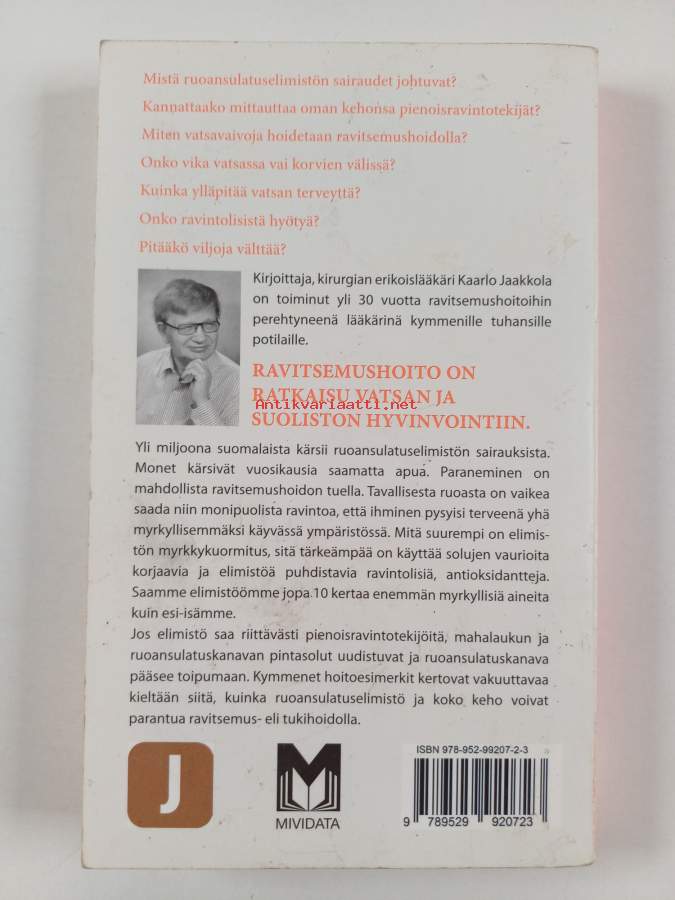 Mistä ruoansulatuselimistön sairaudet johtuvat?
Kannattaako mittauttaa oman kehonsa pienoisravintotekijät?
Miten vatsavaivoja hoidetaan ravitsemushoidolla?
Onko vika vatsassa vai korvien välissä?
Kuinka ylläpitää vatsan terveyttä?
Onko ravintolisistä hyötyä?
Pitääkö viljoja välttää?
Kirjoittaja, kirurgian erikoislääkäri Kaarlo Jaakkola
on toiminut yli 30 vuotta ravitsemushoitoihin
perehtyneenä lääkärinä kymmenille tuhansille
potilaille.
RAVITSEMUSHOITO ON
RATKAISU VATSAN JA
Antikvariaatti.net
SUOLISTON HYVINVOINTIIN.
Yli miljoona suomalaista kärsii ruoansulatuselimistön sairauksista.
Monet kärsivät vuosikausia saamatta apua. Paraneminen on
mahdollista ravitsemushoidon tuella. Tavallisesta ruoasta on vaikea
saada niin monipuolista ravintoa, että ihminen pysyisi terveenä yhä
myrkyllisemmäksi käyvässä ympäristössä. Mitä suurempi on elimis-
tön myrkkykuormitus, sitä tärkeämpää on käyttää solujen vaurioita
korjaavia ja elimistöä puhdistavia ravintolisiä, antioksidantteja.
Saamme elimistöömme jopa 10 kertaa enemmän myrkyllisiä aineita
kuin esi-isämme.
Jos elimistö saa riittävästi pienoisravintotekijöitä, mahalaukun ja
ruoansulatuskanavan pintasolut uudistuvat ja ruoansulatuskanava
pääsee toipumaan. Kymmenet hoitoesimerkit kertovat vakuuttavaa
kieltään siitä, kuinka ruoansulatuselimistö ja koko keho voivat
parantua ravitsemus- eli tukihoidolla.
J
M
MIVIDATA
ISBN 978-952-99207-2-3
9 789529 920723